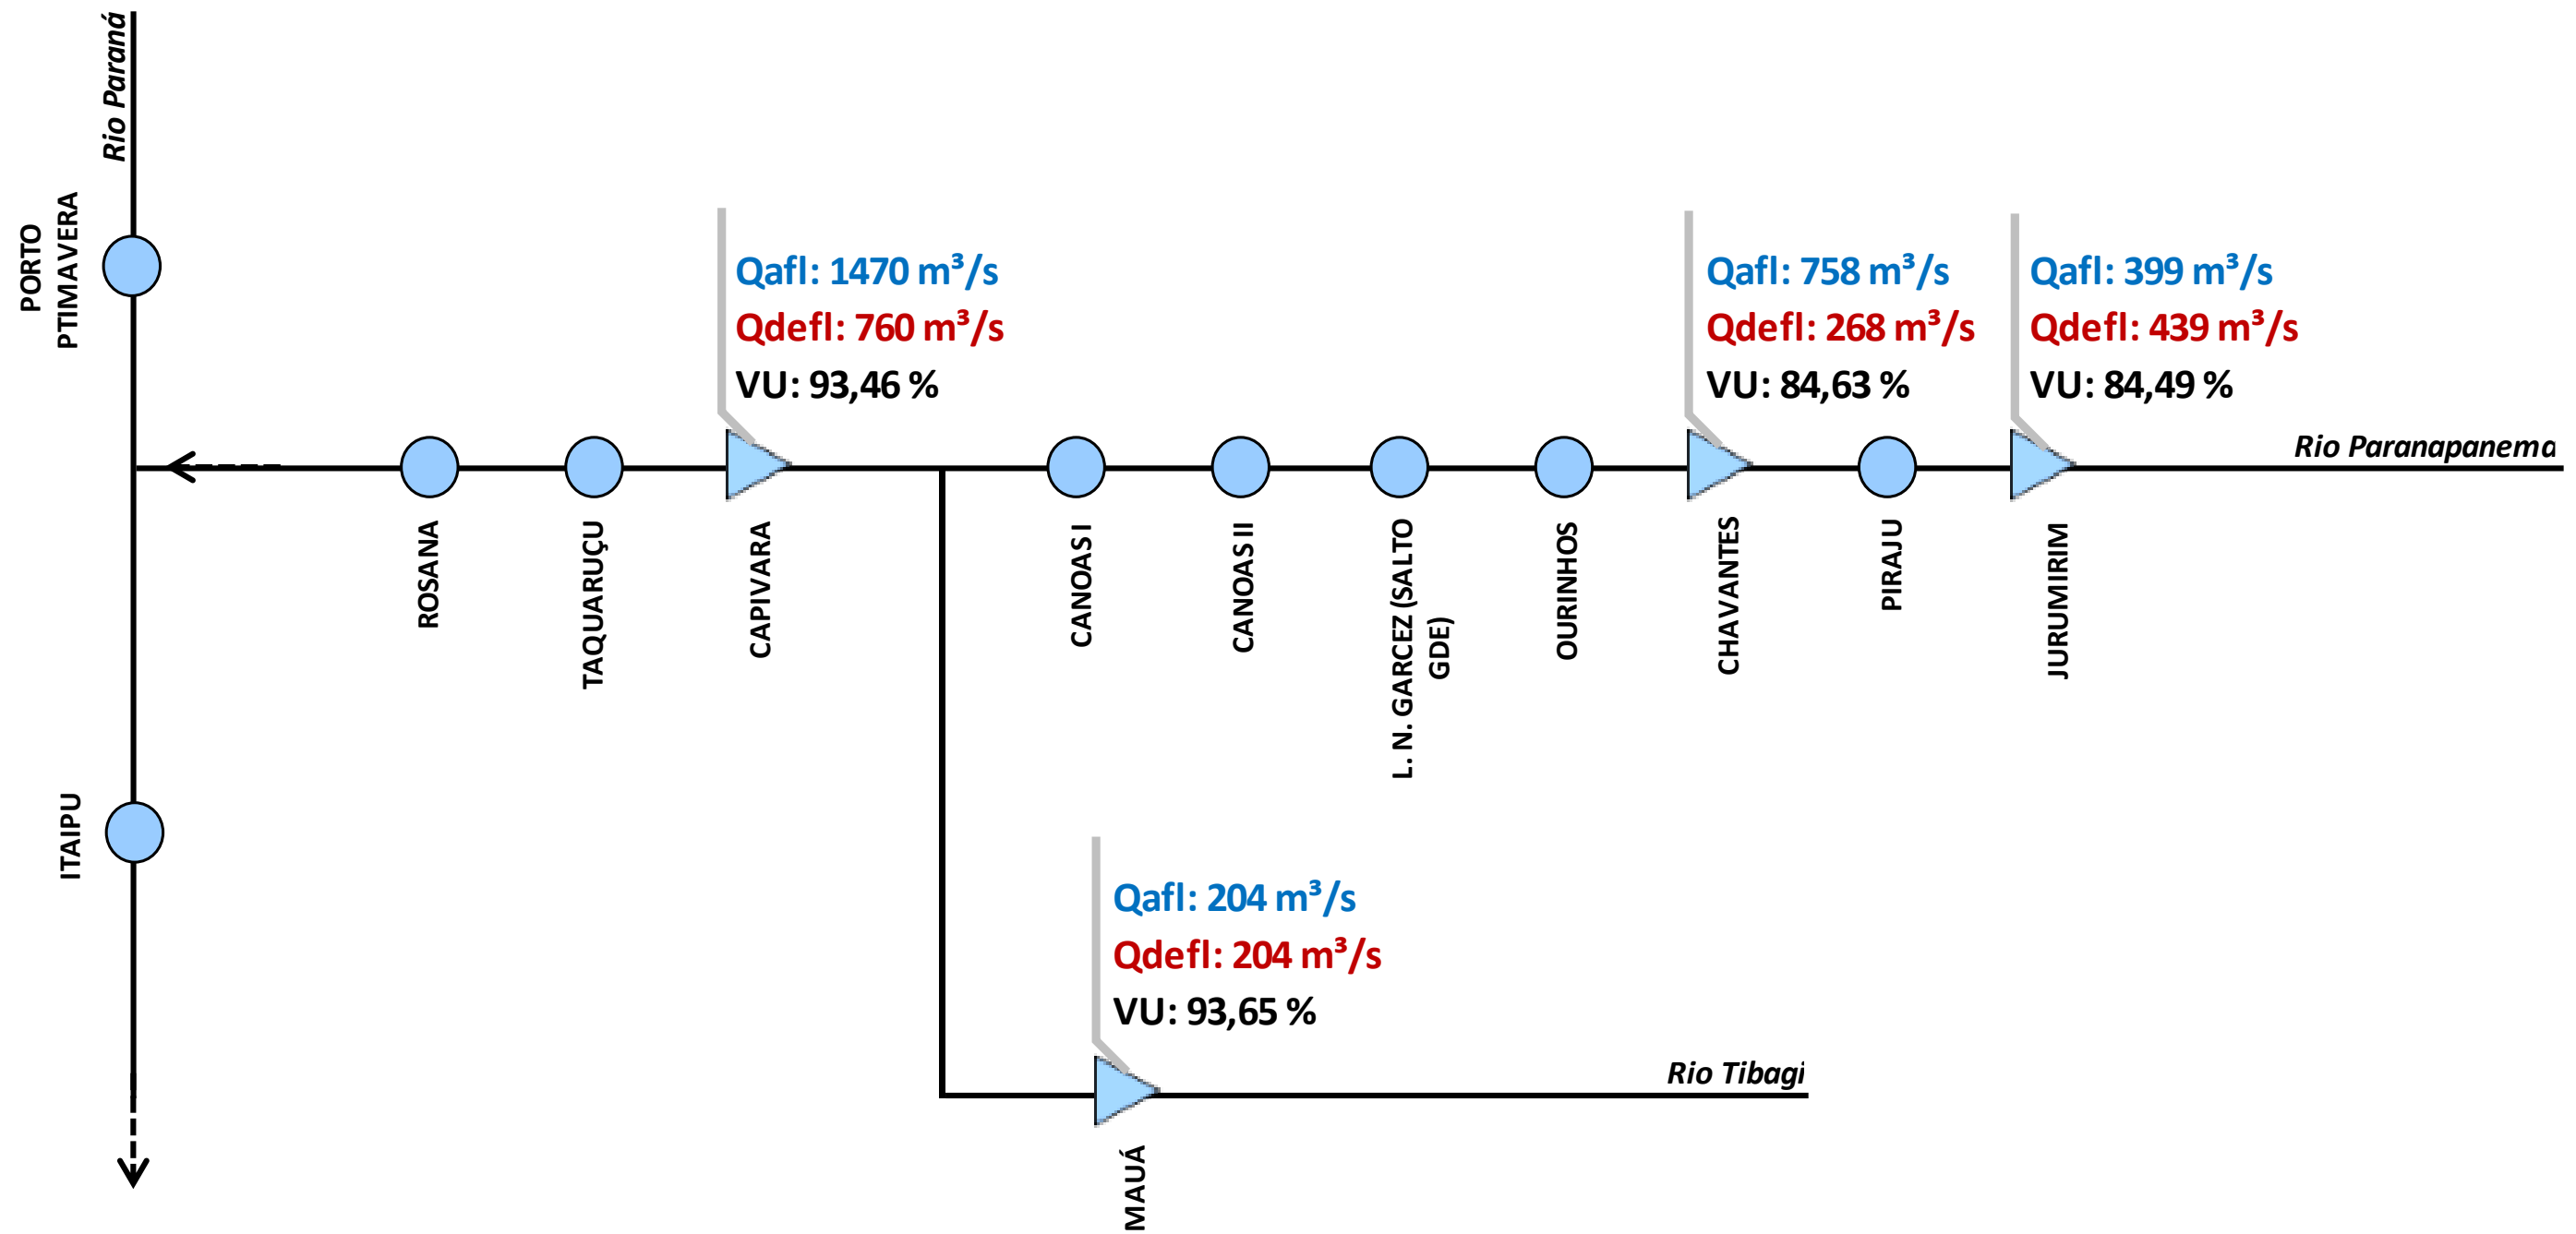 Rio Paraná
PORTO
PTIMAVERA
Qafl: 1470 m³/s
Qdefl: 760 m³/s
VU: 93,46 %
Qafl: 758 m³/s
Qdefl: 268 m³/s
VU: 84,63 %
Qafl: 399 m³/s
Qdefl: 439 m³/s
VU: 84,49 %
Rio Paranapanema
ROSANA
TAQUARUÇU
CAPIVARA
CANOAS I
CANOAS II
L. N. GARCEZ (SALTO
GDE)
OURINHOS
CHAVANTES
PIRAJU
JURUMIRIM
ITAIPU
Qafl: 204 m³/s
Qdefl: 204 m³/s
VU: 93,65 %
Rio Tibagi
MAUÁ